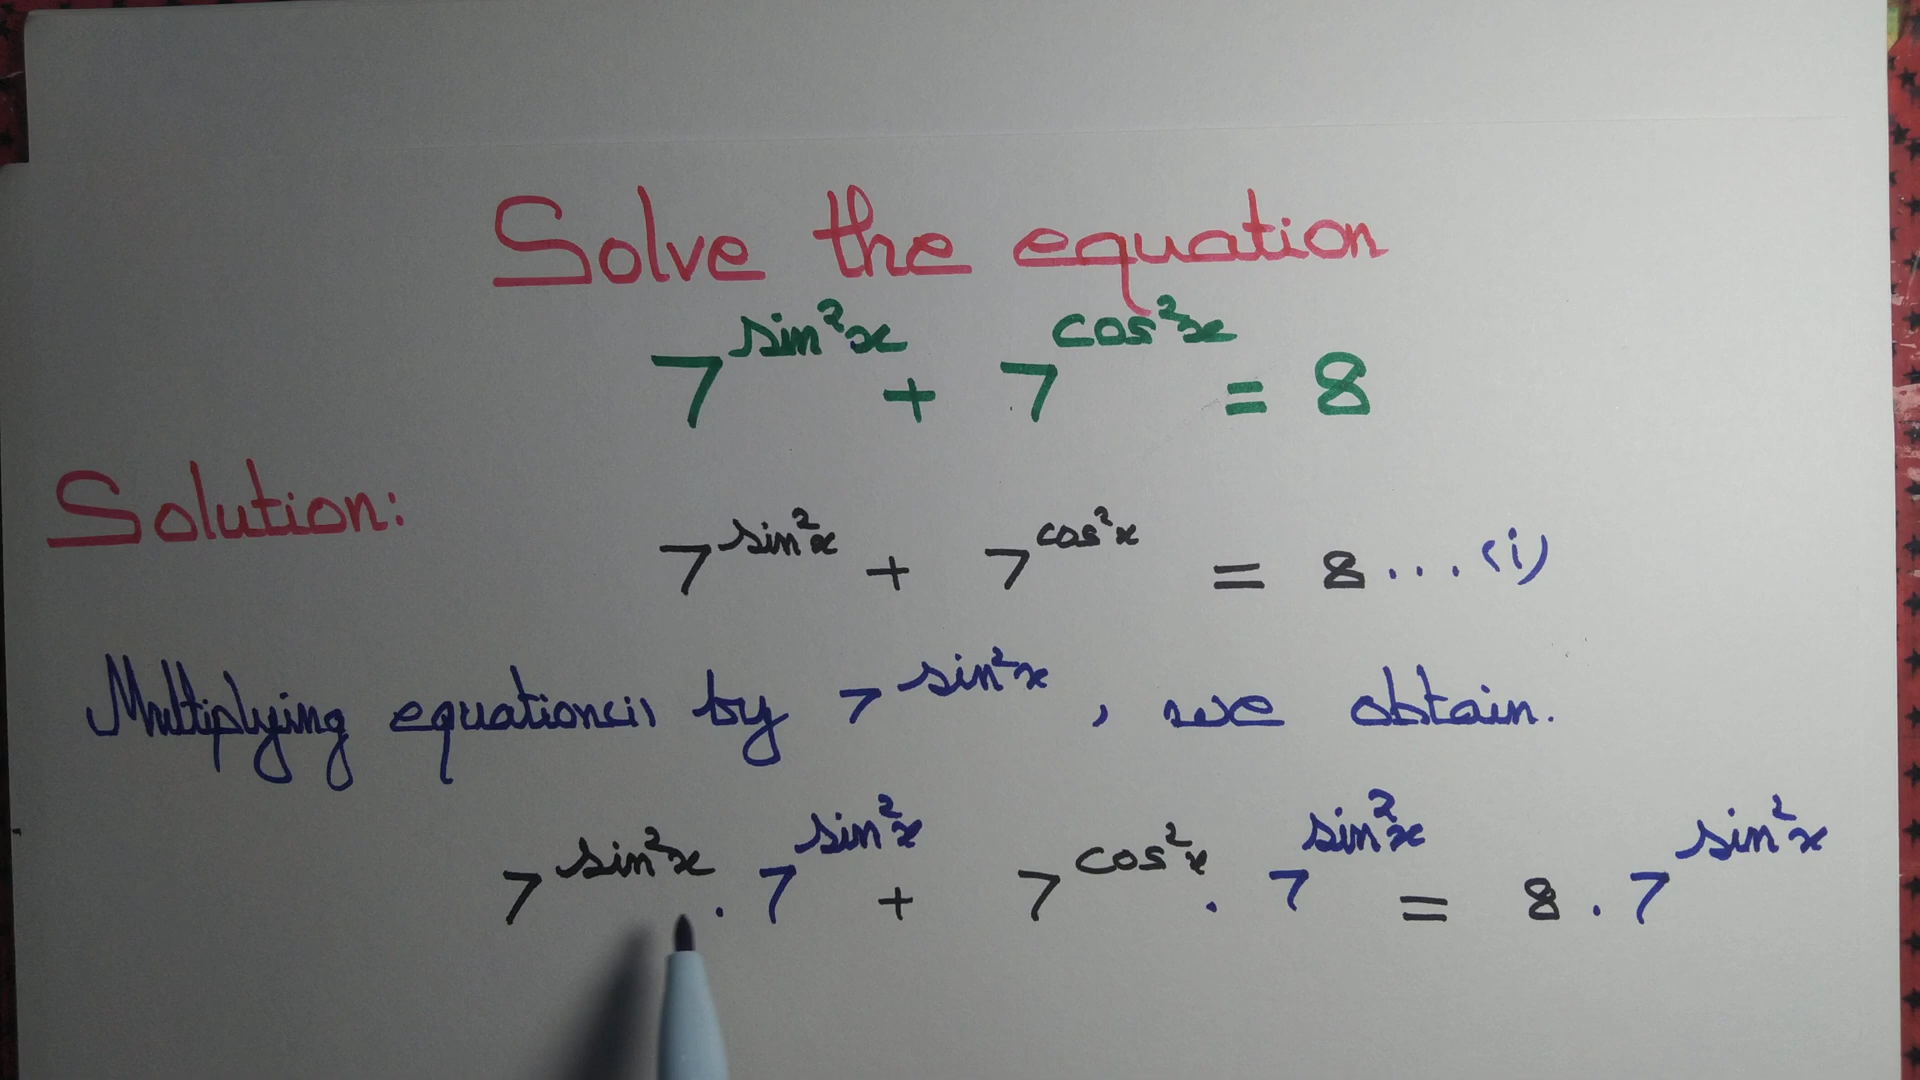 Solve the equation
7^sin²x + 7^cos²x = 8
Solution:
7^sin²x + 7^cos²x = 8 ... (i)
Multiplying equation(i) by 7^sin²x, we obtain.
7^sin²x . 7^sin²x + 7^cos²x . 7^sin²x = 8 . 7^sin²x